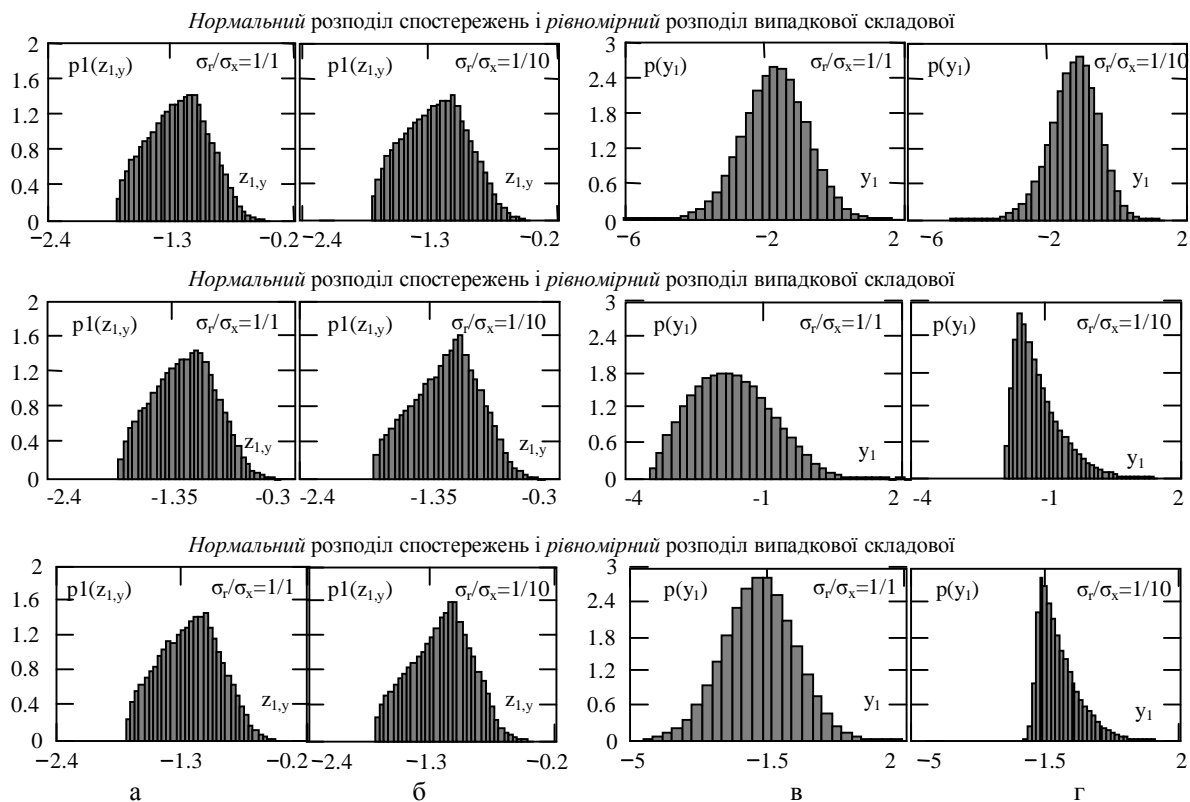 Нормальний розподіл спостережень і рівномірний розподіл випадкової складової
2 1.6 1.2 0.8 0.4 0
p1(z1,y) σr/σx=1/1 z1,y
−2.4 −1.3 −0.2
p1(z1,y) σr/σx=1/10 z1,y
−2.4 −1.3 −0.2
3 2.4 1.8 1.2 0.6 0
p(y1) σr/σx=1/1 y1
−6 −2 2
p(y1) σr/σx=1/10 y1
−6 −2 2
Нормальний розподіл спостережень і рівномірний розподіл випадкової складової
2 1.6 1.2 0.8 0.4 0
p1(z1,y) σr/σx=1/1 z1,y
-2.4 -1.35 -0.3
p1(z1,y) σr/σx=1/10 z1,y
-2.4 -1.35 -0.3
3 2.4 1.8 1.2 0.6 0
p(y1) σr/σx=1/1 y1
-4 -1 2
p(y1) σr/σx=1/10 y1
-4 -1 2
Нормальний розподіл спостережень і рівномірний розподіл випадкової складової
2 1.6 1.2 0.8 0.4 0
p1(z1,y) σr/σx=1/1 z1,y
−2.4 −1.3 −0.2
p1(z1,y) σr/σx=1/10 z1,y
−2.4 −1.3 −0.2
3 2.4 1.8 1.2 0.6 0
p(y1) σr/σx=1/1 y1
−5 −1.5 2
p(y1) σr/σx=1/10 y1
−5 −1.5 2
а б в г